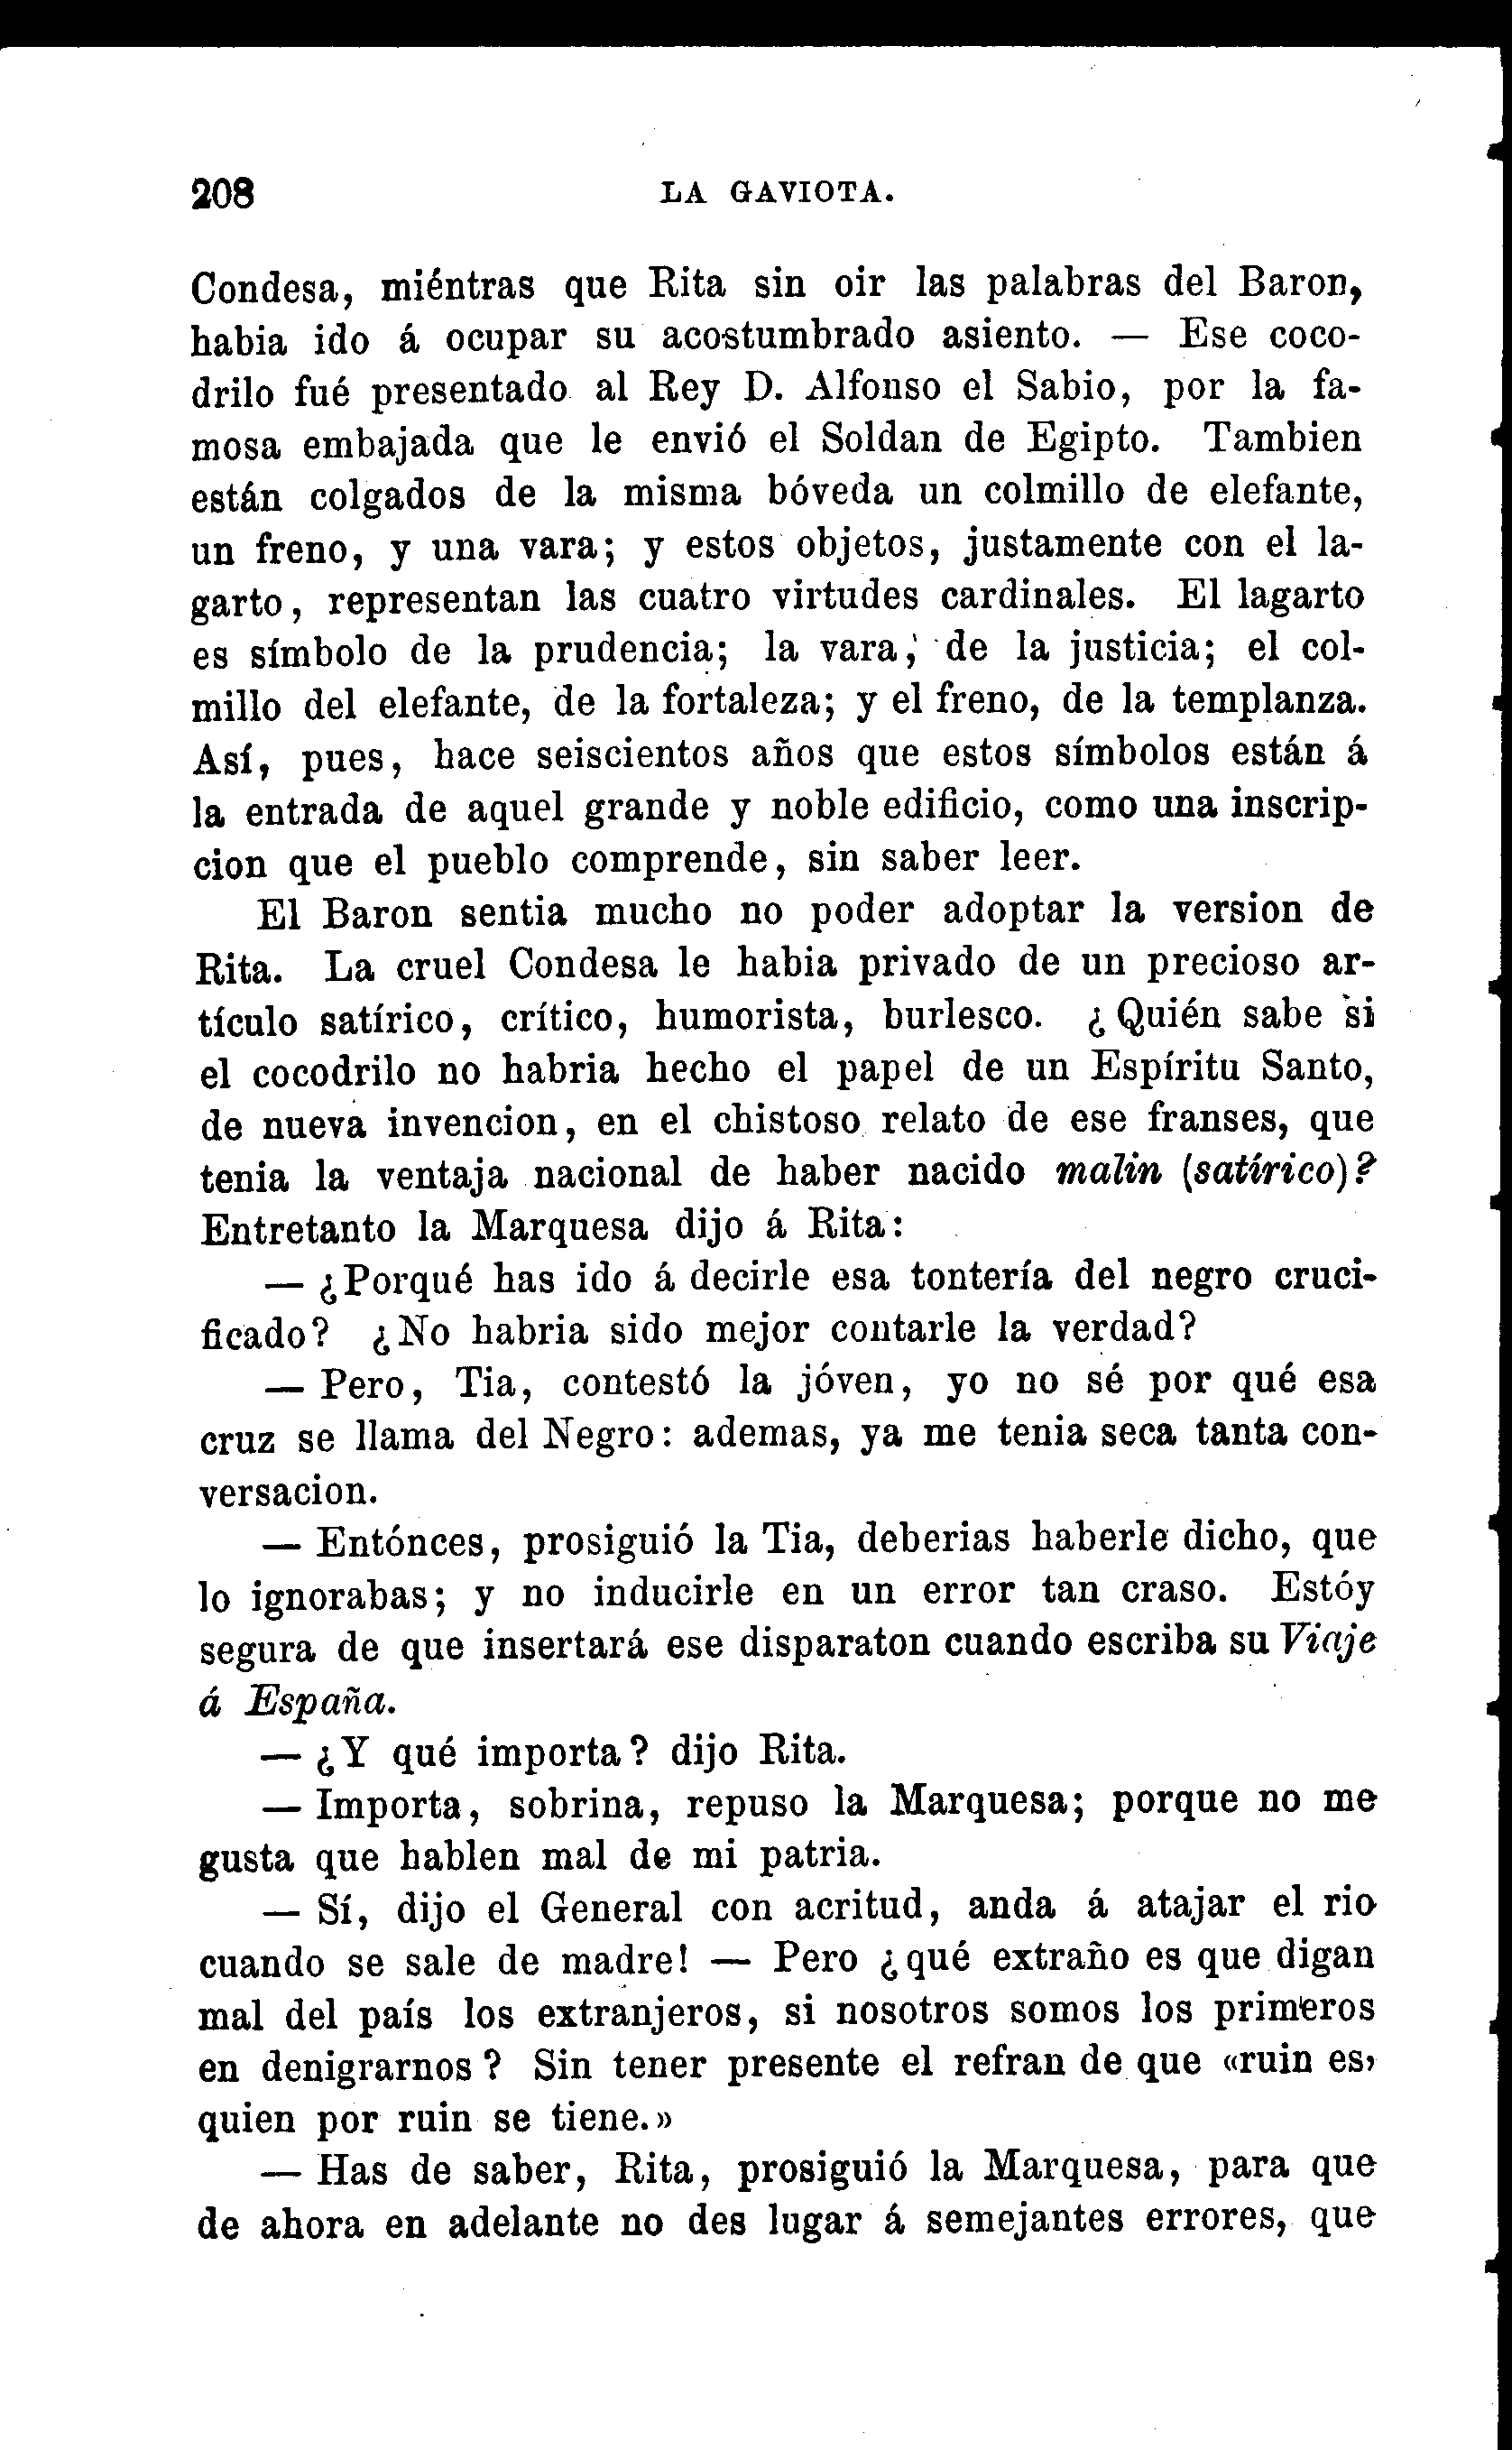 208 LA GAVIOTA.
Condesa, miéntras que Rita sin oir las palabras del Baron,
habia ido á ocupar su acostumbrado asiento. — Ese coco-
drilo fué presentado al Rey D. Alfonso el Sabio, por la fa-
mosa embajada que le envió el Soldan de Egipto. Tambien
están colgados de la misma bóveda un colmillo de elefante,
un freno, y una vara; y estos objetos, justamente con el la-
garto, representan las cuatro virtudes cardinales. El lagarto
es símbolo de la prudencia; la vara, de la justicia; el col-
millo del elefante, de la fortaleza; y el freno, de la templanza.
Así, pues, hace seiscientos años que estos símbolos están á
la entrada de aquel grande y noble edificio, como una inscrip-
cion que el pueblo comprende, sin saber leer.
El Baron sentia mucho no poder adoptar la version de
Rita. La cruel Condesa le habia privado de un precioso ar-
tículo satírico, crítico, humorista, burlesco. ¿Quién sabe si
el cocodrilo no habria hecho el papel de un Espíritu Santo,
de nueva invencion, en el chistoso relato de ese franses, que
tenia la ventaja nacional de haber nacido malin (satírico)?
Entretanto la Marquesa dijo á Rita:
— ¿Porqué has ido á decirle esa tontería del negro cruci-
ficado? ¿No habria sido mejor contarle la verdad?
— Pero, Tia, contestó la jóven, yo no sé por qué esa
cruz se llama del Negro: ademas, ya me tenia seca tanta con-
versacion.
— Entónces, prosiguió la Tia, deberias haberle dicho, que
lo ignorabas; y no inducirle en un error tan craso. Estóy
segura de que insertará ese disparaton cuando escriba su Viaje
á España.
— ¿Y qué importa? dijo Rita.
— Importa, sobrina, repuso la Marquesa; porque no me
gusta que hablen mal de mi patria.
— Sí, dijo el General con acritud, anda á atajar el rio
cuando se sale de madre! — Pero ¿qué extraño es que digan
mal del país los extranjeros, si nosotros somos los primeros
en denigrarnos? Sin tener presente el refran de que «ruin es,
quien por ruin se tiene.»
— Has de saber, Rita, prosiguió la Marquesa, para que
de ahora en adelante no des lugar á semejantes errores, que